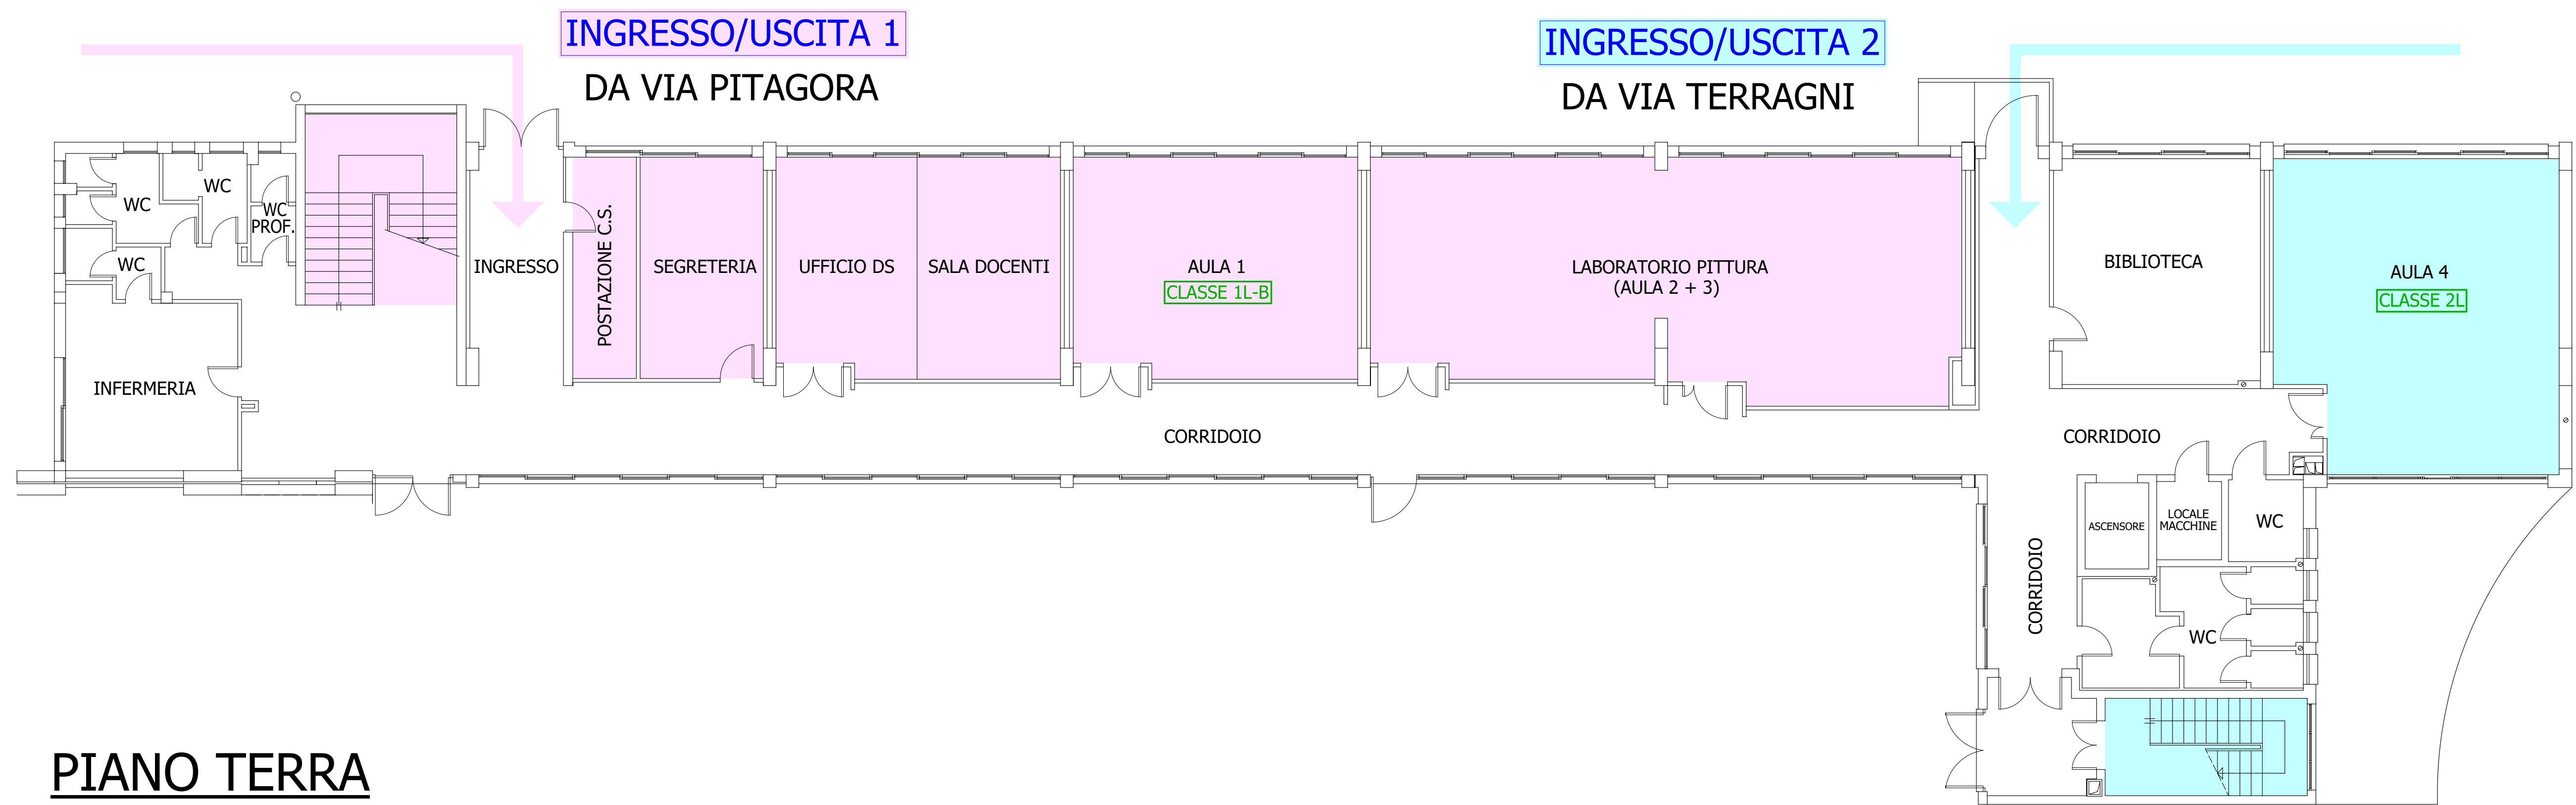 INGRESSO/USCITA 1
DA VIA PITAGORA
INGRESSO/USCITA 2
DA VIA TERRAGNI
WC
WC
WC
PROF.
WC
INFERMERIA
INGRESSO
POSTAZIONE C.S.
SEGRETERIA
UFFICIO DS
SALA DOCENTI
AULA 1
CLASSE 1L-B
LABORATORIO PITTURA
(AULA 2 + 3)
BIBLIOTECA
AULA 4
CLASSE 2L
CORRIDOIO
CORRIDOIO
ASCENSORE
LOCALE
MACCHINE
WC
CORRIDOIO
WC
PIANO TERRA